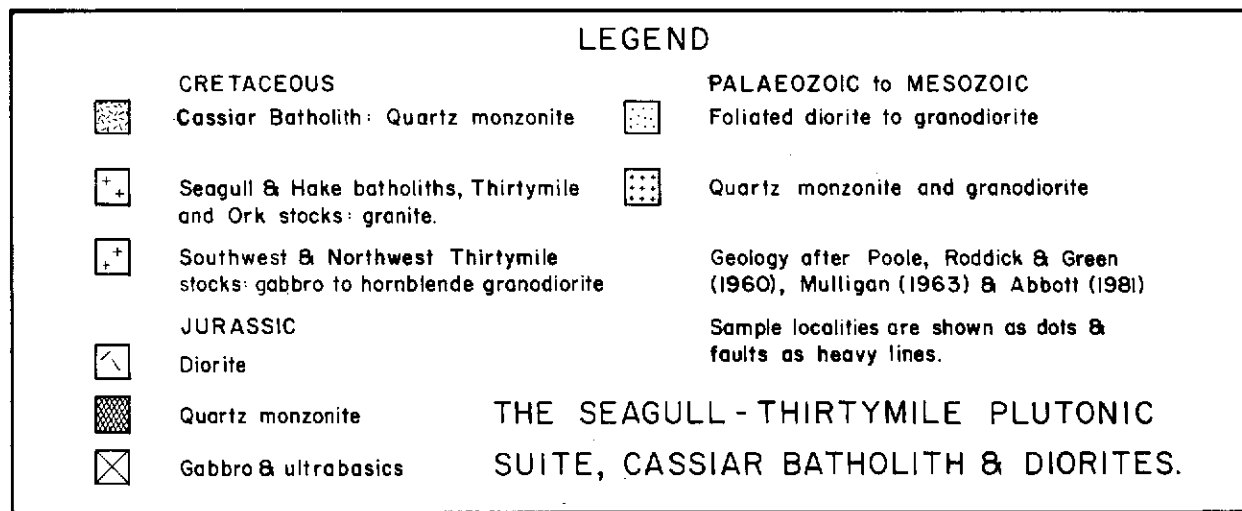 LEGEND
CRETACEOUS
Cassiar Batholith: Quartz monzonite
Seagull & Hake batholiths, Thirtymile
and Ork stocks: granite.
Southwest & Northwest Thirtymile
stocks: gabbro to hornblende granodiorite
JURASSIC
Diorite
Quartz monzonite
Gabbro & ultrabasics
PALAEOZOIC to MESOZOIC
Foliated diorite to granodiorite
Quartz monzonite and granodiorite
Geology after Poole, Roddick & Green
(1960), Mulligan (1963) & Abbott (1981)
Sample localities are shown as dots &
faults as heavy lines.
THE SEAGULL - THIRTYMILE PLUTONIC
SUITE, CASSIAR BATHOLITH & DIORITES.